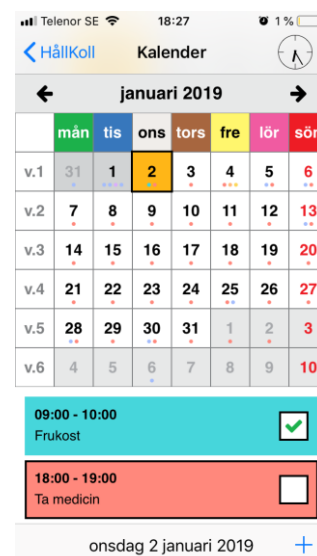 Telenor SE 18:27 1 %
HållKoll Kalender
januari 2019
mån tis ons tors fre lör sön
v.1 31 1 2 3 4 5 6
v.2 7 8 9 10 11 12 13
v.3 14 15 16 17 18 19 20
v.4 21 22 23 24 25 26 27
v.5 28 29 30 31 1 2 3
v.6 4 5 6 7 8 9 10
09:00 - 10:00
Frukost
18:00 - 19:00
Ta medicin
onsdag 2 januari 2019